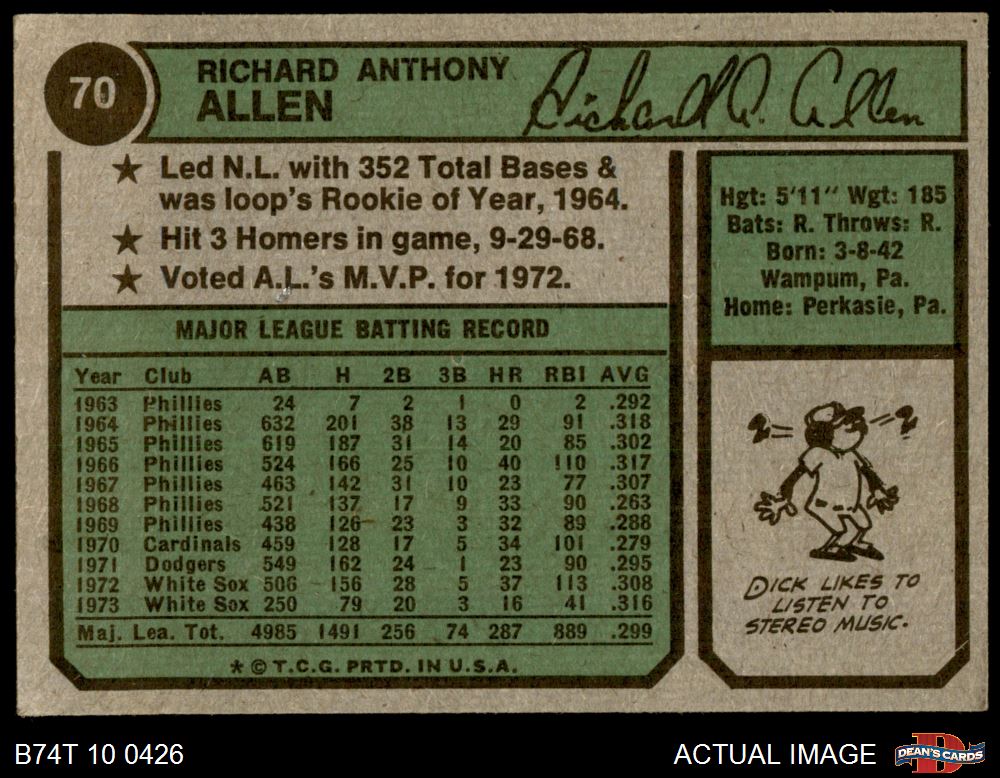 70
RICHARD ANTHONY
ALLEN
Richard A. Allen
★ Led N.L. with 352 Total Bases &
was loop's Rookie of Year, 1964.
★ Hit 3 Homers in game, 9-29-68.
★ Voted A.L.'s M.V.P. for 1972.
MAJOR LEAGUE BATTING RECORD
Year Club AB H 2B 3B HR RBI AVG
1963 Phillies 24 7 2 1 0 2 .292
1964 Phillies 632 201 38 13 29 91 .318
1965 Phillies 619 187 31 14 20 85 .302
1966 Phillies 524 166 25 10 40 110 .317
1967 Phillies 463 142 31 10 23 77 .307
1968 Phillies 521 137 17 9 33 90 .263
1969 Phillies 438 126 23 3 32 89 .288
1970 Cardinals 459 128 17 5 34 101 .279
1971 Dodgers 549 162 24 1 23 90 .295
1972 White Sox 506 156 28 5 37 113 .308
1973 White Sox 250 79 20 3 16 41 .316
Maj. Lea. Tot. 4985 1491 256 74 287 889 .299
* © T.C.G. PRTD. IN U.S.A.
Hgt: 5'11" Wgt: 185
Bats: R. Throws: R.
Born: 3-8-42
Wampum, Pa.
Home: Perkasie, Pa.
DICK LIKES TO
LISTEN TO
STEREO MUSIC.
B74T 10 0426
ACTUAL IMAGE
DEAN'S CARDS